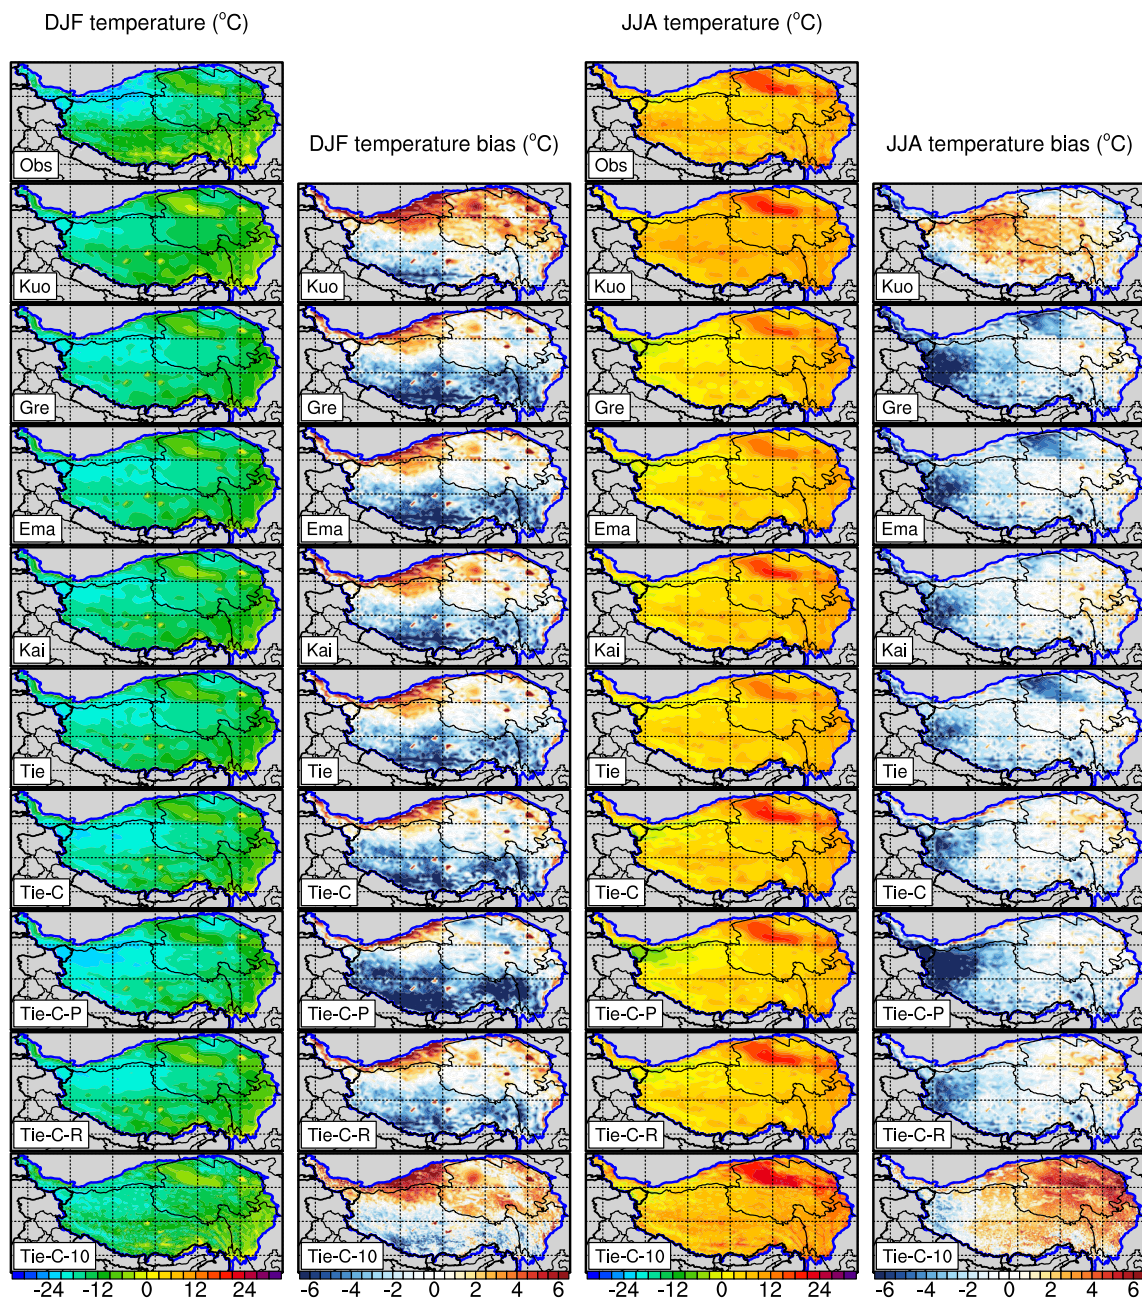 DJF temperature (°C)
JJA temperature (°C)
DJF temperature bias (°C)
JJA temperature bias (°C)
Obs
Obs
Kuo
Kuo
Kuo
Kuo
Gre
Gre
Gre
Gre
Ema
Ema
Ema
Ema
Kai
Kai
Kai
Kai
Tie
Tie
Tie
Tie
Tie-C
Tie-C
Tie-C
Tie-C
Tie-C-P
Tie-C-P
Tie-C-P
Tie-C-P
Tie-C-R
Tie-C-R
Tie-C-R
Tie-C-R
Tie-C-10
Tie-C-10
Tie-C-10
Tie-C-10
-24 -12 0 12 24
-6 -4 -2 0 2 4 6
-24 -12 0 12 24
-6 -4 -2 0 2 4 6